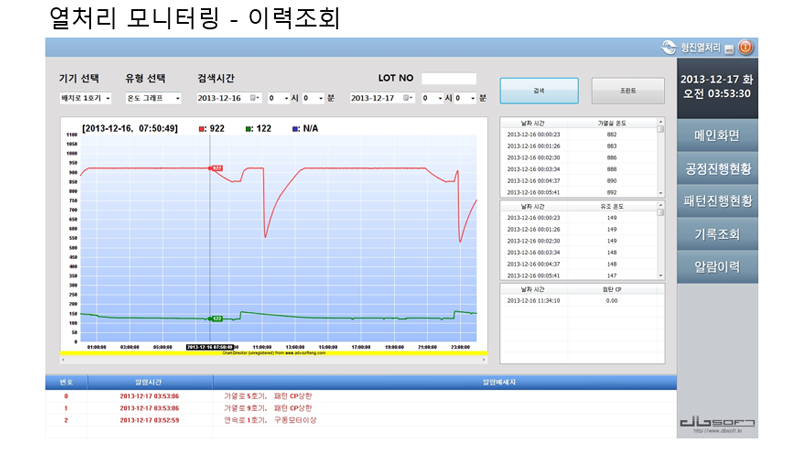 열처리 모니터링 - 이력조회
형진열처리
기기 선택 유형 선택 검색시간 LOT NO
배치로 1호기 온도 그래프 2013-12-16 0 시 0 분 2013-12-17 0 시 0 분
검색 프린트
2013-12-17 화
오전 03:53:30
메인화면
공정진행현황
패턴진행현황
기록조회
알람이력
[2013-12-16, 07:50:49] : 922 : 122 : N/A
1100
1050
1000
950
900
850
800
750
700
650
600
550
500
450
400
350
300
250
200
150
100
50
0
922
122
01:00:00 03:00:00 05:00:00 2013-12-16 07:50:49 11:00:00 13:00:00 15:00:00 17:00:00 19:00:00 21:00:00 23:00:00
ChartDirector (unregistered) from www.advsofteng.com
날짜 시간 가열실 온도
2013-12-16 00:00:23 882
2013-12-16 00:01:26 883
2013-12-16 00:02:30 886
2013-12-16 00:03:34 888
2013-12-16 00:04:37 890
2013-12-16 00:05:41 892
날짜 시간 유조 온도
2013-12-16 00:00:23 149
2013-12-16 00:01:26 149
2013-12-16 00:02:30 149
2013-12-16 00:03:34 148
2013-12-16 00:04:37 148
2013-12-16 00:05:41 147
날짜 시간 침탄 CP
2013-12-16 11:34:10 0.00
번호 알람시간 알람메세지
0 2013-12-17 03:53:06 가열로 5호기, 패턴 CP상한
1 2013-12-17 03:53:06 가열로 9호기, 패턴 CP상한
2 2013-12-17 03:52:59 연속로 1호기, 구동모터이상
dbsoft
http://www.dbsoft.kr